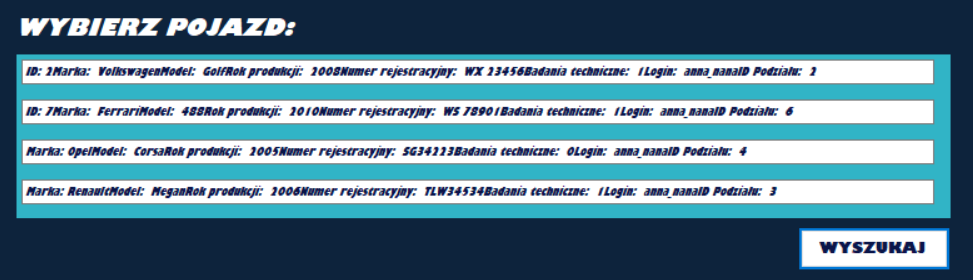 WYBIERZ POJAZD:
ID: 2Marka: VolkswagenModel: GolfRok produkcji: 2008Numer rejestracyjny: WX 23456Badania techniczne: 1Login: anna_nanaID Podziału: 2
ID: 7Marka: FerrariModel: 488Rok produkcji: 2010Numer rejestracyjny: WS 78901Badania techniczne: 1Login: anna_nanaID Podziału: 6
Marka: OpelModel: CorsaRok produkcji: 2005Numer rejestracyjny: SG34223Badania techniczne: 0Login: anna_nanaID Podziału: 4
Marka: RenaultModel: MeganRok produkcji: 2006Numer rejestracyjny: TLW34534Badania techniczne: 1Login: anna_nanaID Podziału: 3
WYSZUKAJ